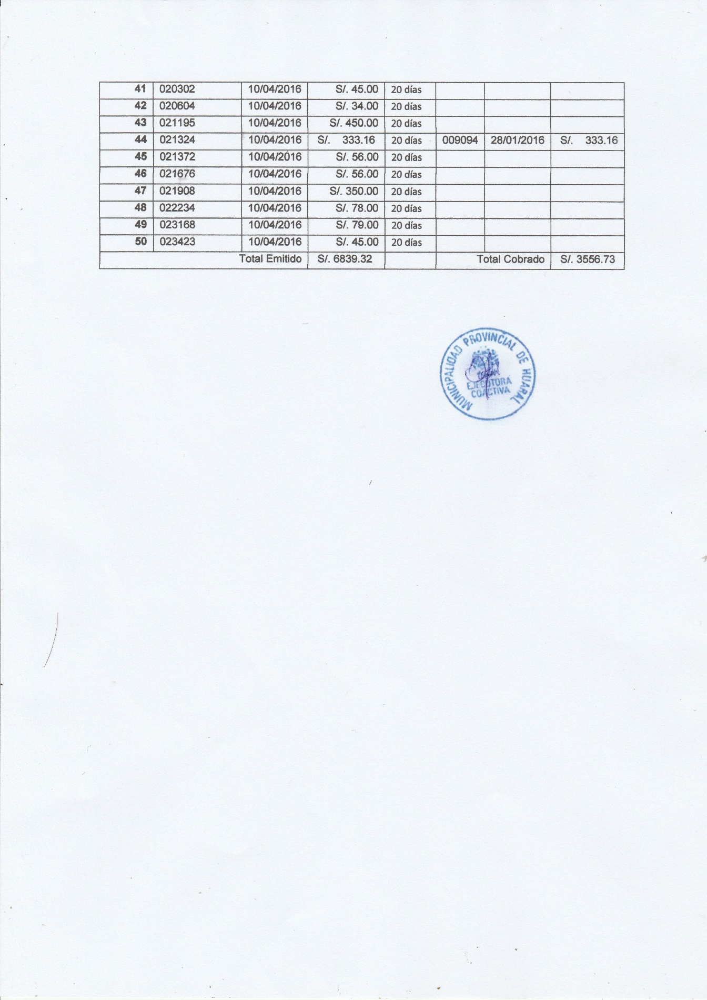 41 020302 10/04/2016 S/. 45.00 20 días
42 020604 10/04/2016 S/. 34.00 20 días
43 021195 10/04/2016 S/. 450.00 20 días
44 021324 10/04/2016 S/. 333.16 20 días 009094 28/01/2016 S/. 333.16
45 021372 10/04/2016 S/. 56.00 20 días
46 021676 10/04/2016 S/. 56.00 20 días
47 021908 10/04/2016 S/. 350.00 20 días
48 022234 10/04/2016 S/. 78.00 20 días
49 023168 10/04/2016 S/. 79.00 20 días
50 023423 10/04/2016 S/. 45.00 20 días
Total Emitido S/. 6839.32 Total Cobrado S/. 3556.73
MUNICIPALIDAD PROVINCIAL DE HUARAL
EJECUTORA
COACTIVA